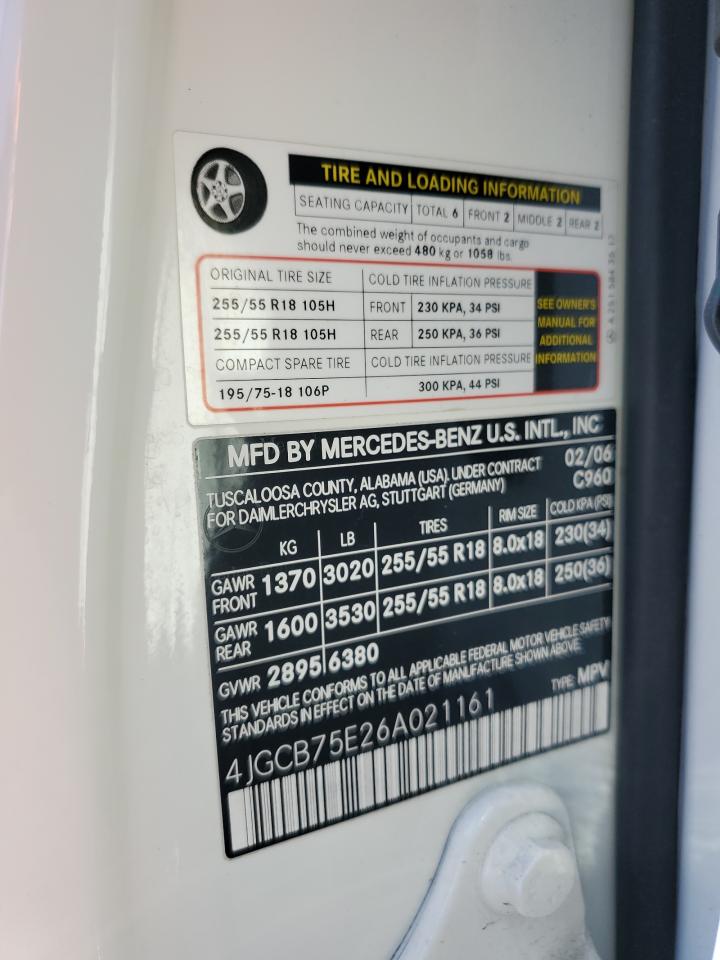 TIRE AND LOADING INFORMATION
SEATING CAPACITY TOTAL 6 FRONT 2 MIDDLE 2 REAR 2
The combined weight of occupants and cargo
should never exceed 480 kg or 1058 lbs.
ORIGINAL TIRE SIZE COLD TIRE INFLATION PRESSURE
255/55 R18 105H FRONT 230 KPA, 34 PSI
255/55 R18 105H REAR 250 KPA, 36 PSI
COMPACT SPARE TIRE COLD TIRE INFLATION PRESSURE
195/75-18 106P 300 KPA, 44 PSI
SEE OWNER'S
MANUAL FOR
ADDITIONAL
INFORMATION
A 251 584 35 17
MFD BY MERCEDES-BENZ U.S. INTL., INC
TUSCALOOSA COUNTY, ALABAMA (USA). UNDER CONTRACT 02/06
FOR DAIMLERCHRYSLER AG, STUTTGART (GERMANY) C960
KG LB TIRES RIM SIZE COLD KPA (PSI)
GAWR FRONT 1370 3020 255/55 R18 8.0x18 230(34)
GAWR REAR 1600 3530 255/55 R18 8.0x18 250(36)
GVWR 2895 6380
THIS VEHICLE CONFORMS TO ALL APPLICABLE FEDERAL MOTOR VEHICLE SAFETY
STANDARDS IN EFFECT ON THE DATE OF MANUFACTURE SHOWN ABOVE.
TYPE: MPV
4JGCB75E26A021161